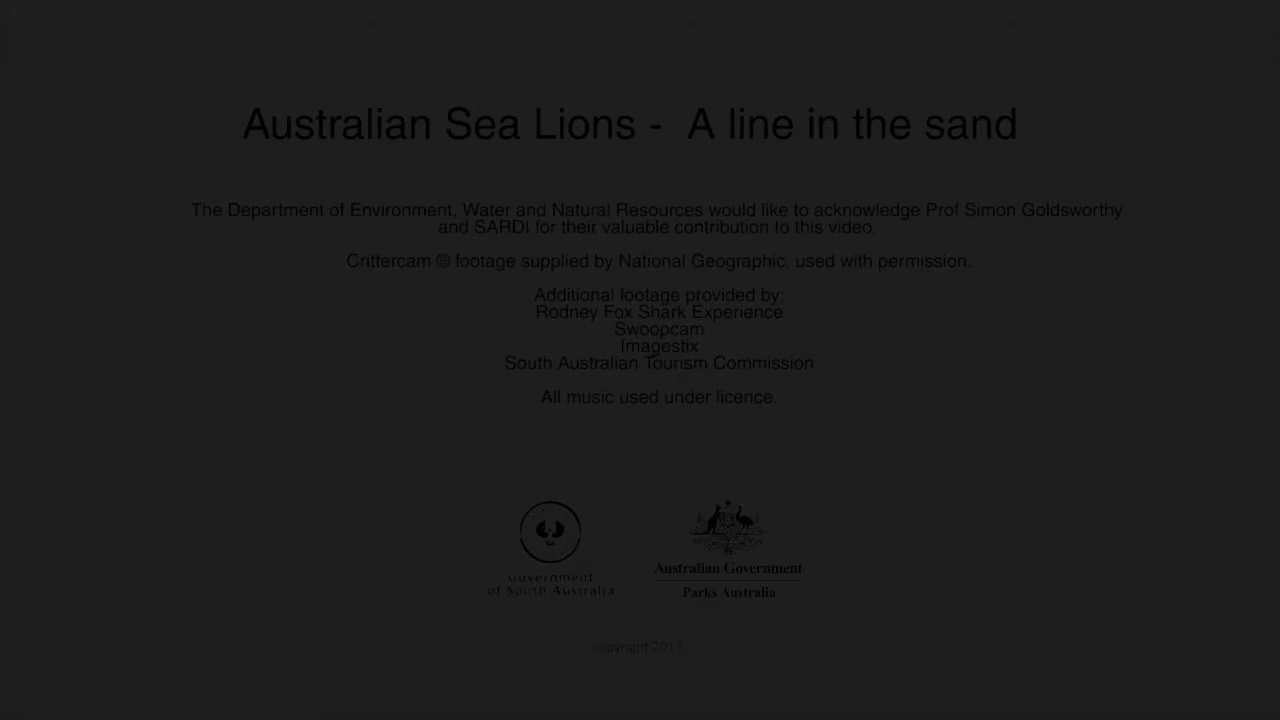 Australian Sea Lions -  A line in the sand
The Department of Environment, Water and Natural Resources would like to acknowledge Prof Simon Goldsworthy
and SARDI for their valuable contribution to this video.
Crittercam ® footage supplied by National Geographic, used with permission.
Additional footage provided by:
Rodney Fox Shark Experience
Swoopcam
Imagestix
South Australian Tourism Commission
All music used under licence.
Government
of South Australia
Australian Government
Parks Australia
copyright